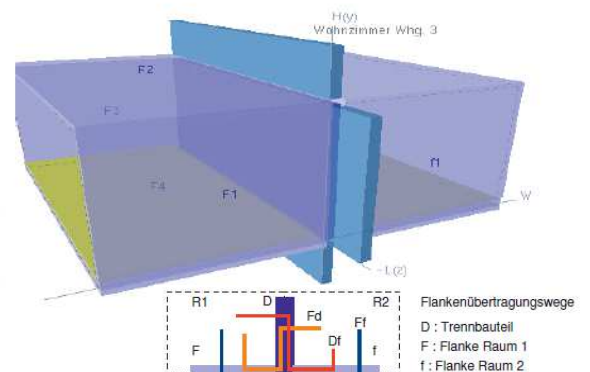 H(y)
Wohnzimmer Whg. 3
F2
F3
f1
F4
F1
W
L(z)
R1 D R2
Fd
Ff
Df
F f
Flankenübertragungswege
D : Trennbauteil
F : Flanke Raum 1
f : Flanke Raum 2